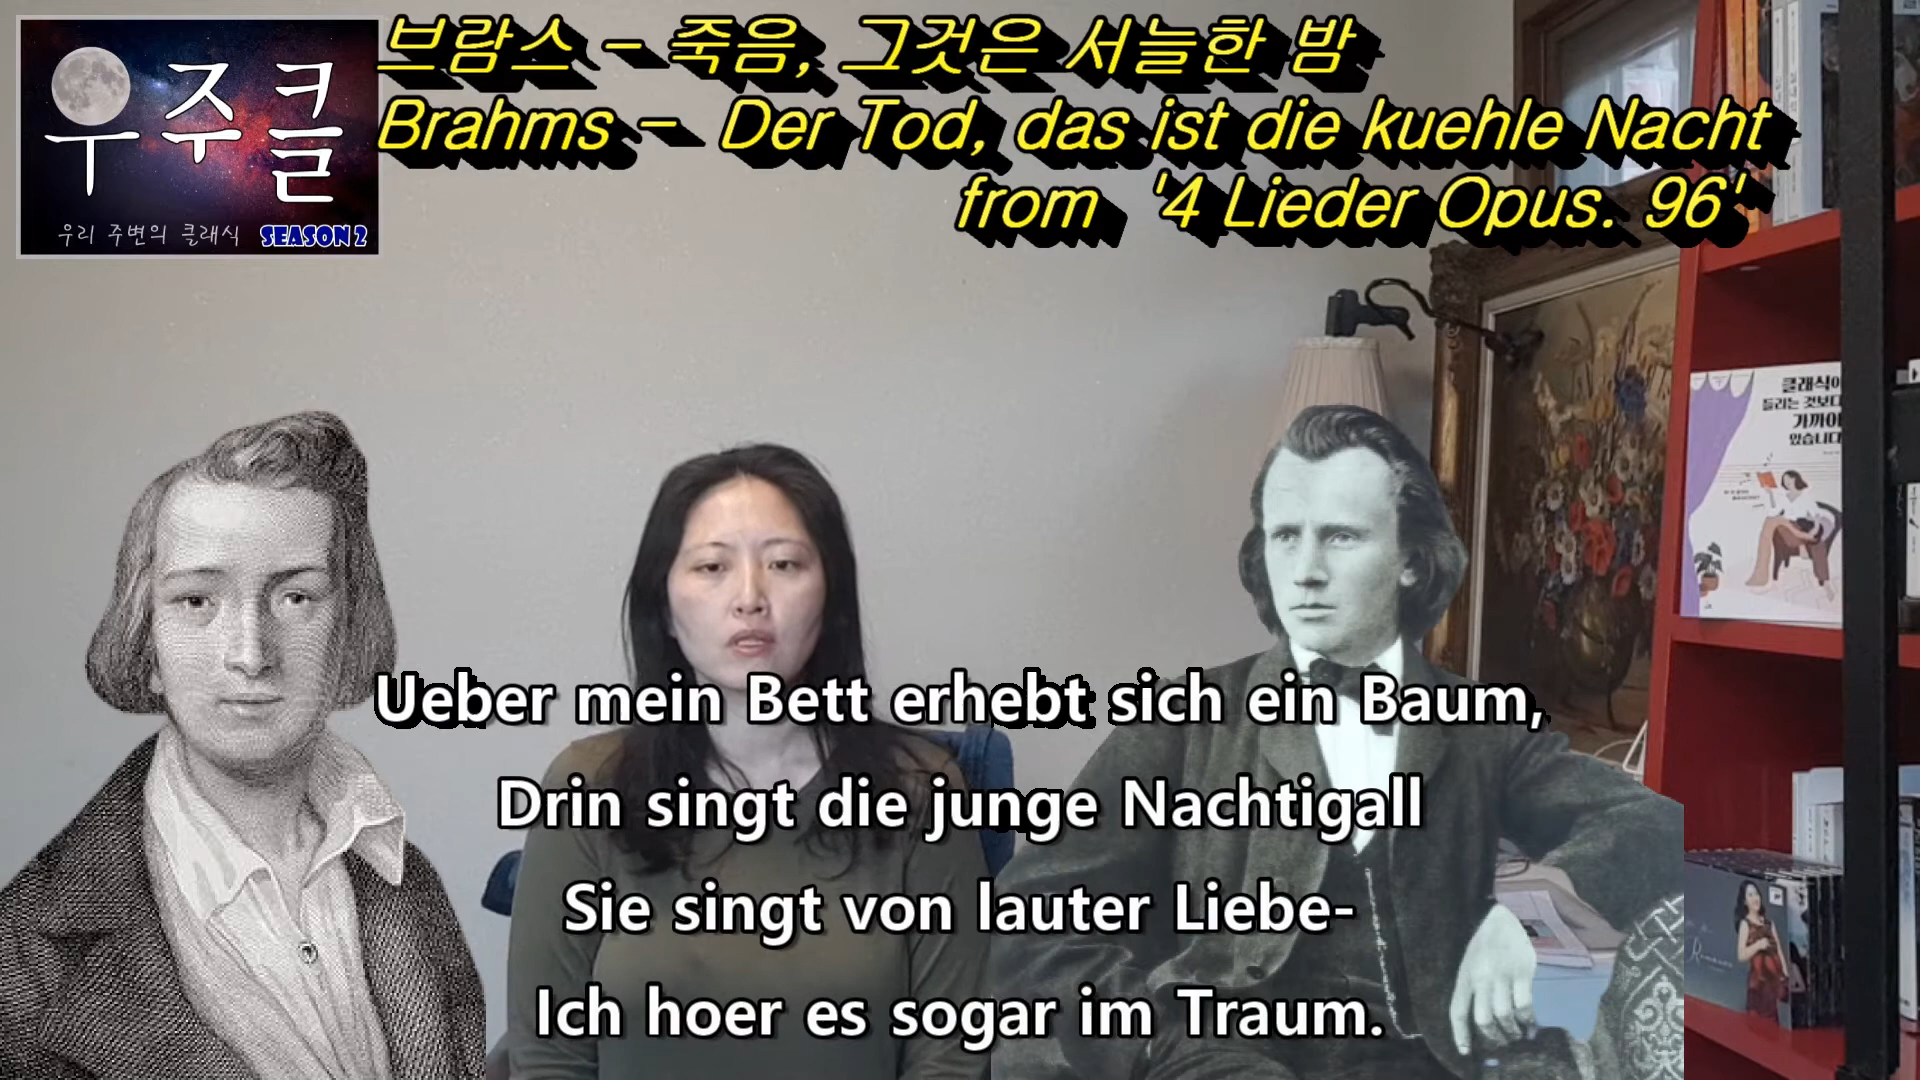 우주클
우리 주변의 클래식 SEASON 2
브람스 - 죽음, 그것은 서늘한 밤
Brahms - Der Tod, das ist die kuehle Nacht
from '4 Lieder Opus. 96'
클래식이
들리는 것보다
가까이
있습니다
Ueber mein Bett erhebt sich ein Baum,
Drin singt die junge Nachtigall
Sie singt von lauter Liebe-
Ich hoer es sogar im Traum.